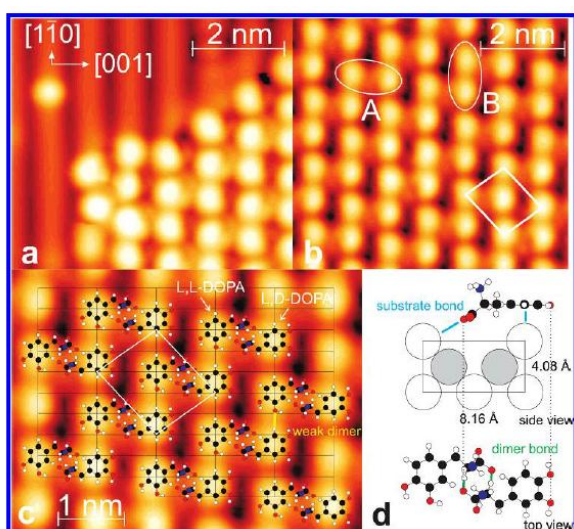 [11̄0]
[001]
2 nm
a
2 nm
A
B
b
L,L-DOPA
L,D-DOPA
weak dimer
1 nm
c
substrate bond
4.08 Å
8.16 Å
side view
dimer bond
d
top view